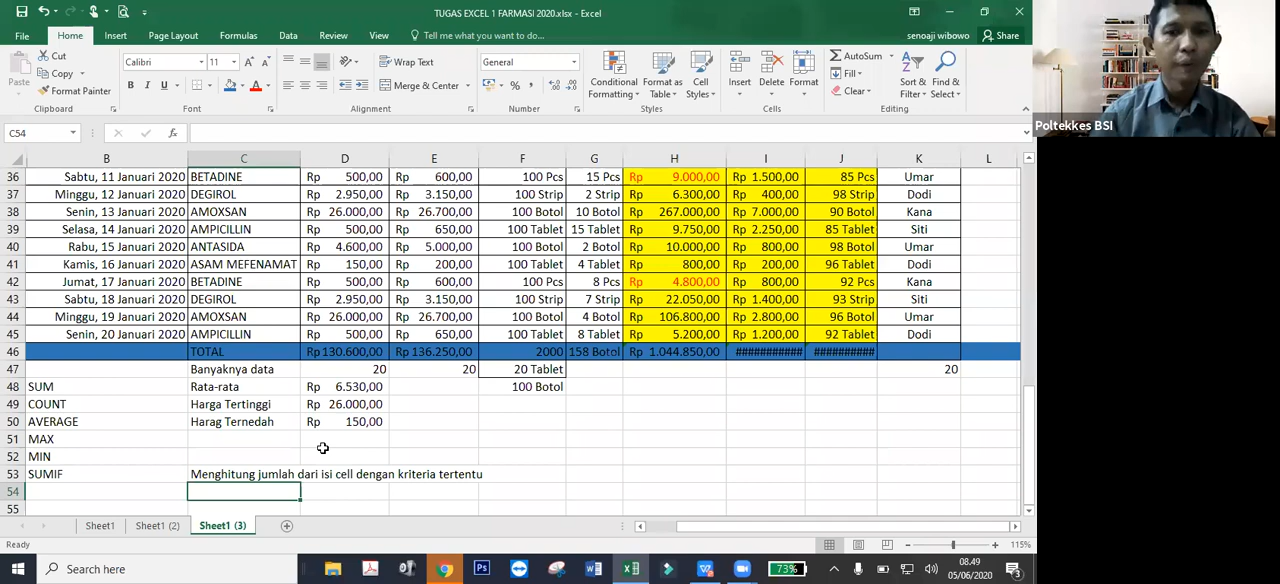 TUGAS EXCEL 1 FARMASI 2020.xlsx - Excel
File Home Insert Page Layout Formulas Data Review View Tell me what you want to do... senoaji wibowo Share
Paste Cut Copy Format Painter Clipboard
Calibri 11 B I U Font
Wrap Text Merge & Center Alignment
General % , Number
Conditional Formatting Format as Table Cell Styles Styles
Insert Delete Format Cells
AutoSum Fill Clear Sort & Filter Find & Select Editing
Poltekkes BSI
C54 fx
B C D E F G H I J K L
36 Sabtu, 11 Januari 2020 BETADINE Rp 500,00 Rp 600,00 100 Pcs 15 Pcs Rp 9.000,00 Rp 1.500,00 85 Pcs Umar
37 Minggu, 12 Januari 2020 DEGIROL Rp 2.950,00 Rp 3.150,00 100 Strip 2 Strip Rp 6.300,00 Rp 400,00 98 Strip Dodi
38 Senin, 13 Januari 2020 AMOXSAN Rp 26.000,00 Rp 26.700,00 100 Botol 10 Botol Rp 267.000,00 Rp 7.000,00 90 Botol Kana
39 Selasa, 14 Januari 2020 AMPICILLIN Rp 500,00 Rp 650,00 100 Tablet 15 Tablet Rp 9.750,00 Rp 2.250,00 85 Tablet Siti
40 Rabu, 15 Januari 2020 ANTASIDA Rp 4.600,00 Rp 5.000,00 100 Botol 2 Botol Rp 10.000,00 Rp 800,00 98 Botol Umar
41 Kamis, 16 Januari 2020 ASAM MEFENAMAT Rp 150,00 Rp 200,00 100 Tablet 4 Tablet Rp 800,00 Rp 200,00 96 Tablet Dodi
42 Jumat, 17 Januari 2020 BETADINE Rp 500,00 Rp 600,00 100 Pcs 8 Pcs Rp 4.800,00 Rp 800,00 92 Pcs Kana
43 Sabtu, 18 Januari 2020 DEGIROL Rp 2.950,00 Rp 3.150,00 100 Strip 7 Strip Rp 22.050,00 Rp 1.400,00 93 Strip Siti
44 Minggu, 19 Januari 2020 AMOXSAN Rp 26.000,00 Rp 26.700,00 100 Botol 4 Botol Rp 106.800,00 Rp 2.800,00 96 Botol Umar
45 Senin, 20 Januari 2020 AMPICILLIN Rp 500,00 Rp 650,00 100 Tablet 8 Tablet Rp 5.200,00 Rp 1.200,00 92 Tablet Dodi
46 TOTAL Rp 130.600,00 Rp 136.250,00 2000 158 Botol Rp 1.044.850,00 ########### ##########
47 Banyaknya data 20 20 20 Tablet 20
48 SUM Rata-rata Rp 6.530,00 100 Botol
49 COUNT Harga Tertinggi Rp 26.000,00
50 AVERAGE Harag Ternedah Rp 150,00
51 MAX
52 MIN
53 SUMIF Menghitung jumlah dari isi cell dengan kriteria tertentu
54
55
Sheet1 Sheet1 (2) Sheet1 (3)
Ready 115%
Search here 73% 08.49
05/06/2020